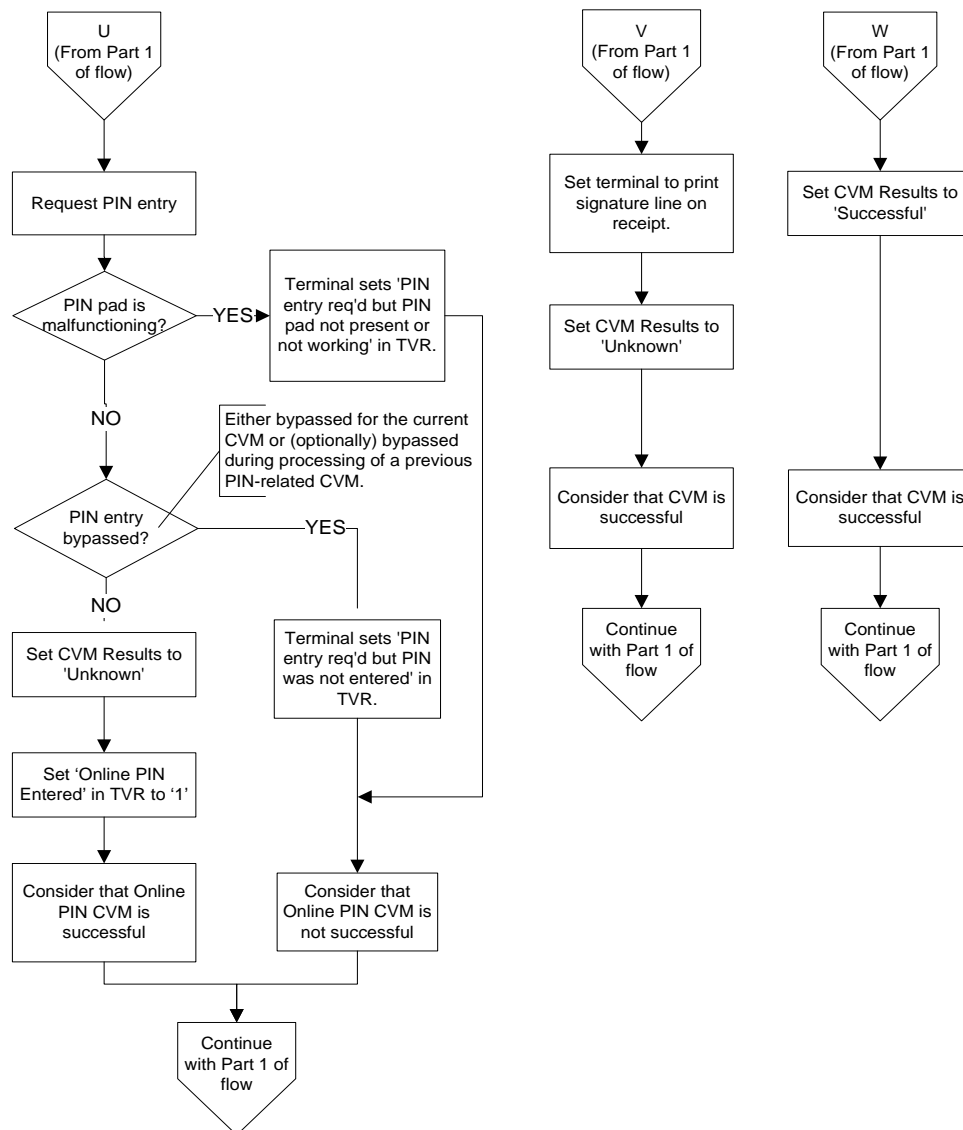 U
(From Part 1
of flow)
Request PIN entry
PIN pad is
malfunctioning?
YES
Terminal sets 'PIN
entry req'd but PIN
pad not present or
not working' in TVR.
NO
Either bypassed for the current
CVM or (optionally) bypassed
during processing of a previous
PIN-related CVM.
PIN entry
bypassed?
YES
NO
Terminal sets 'PIN
entry req'd but PIN
was not entered' in
TVR.
Set CVM Results to
'Unknown'
Set ‘Online PIN
Entered’ in TVR to ‘1’
Consider that Online
PIN CVM is
successful
Consider that
Online PIN CVM is
not successful
Continue
with Part 1 of
flow
V
(From Part 1
of flow)
Set terminal to print
signature line on
receipt.
Set CVM Results to
'Unknown'
Consider that CVM is
successful
Continue
with Part 1 of
flow
W
(From Part 1
of flow)
Set CVM Results to
'Successful'
Consider that CVM is
successful
Continue
with Part 1 of
flow